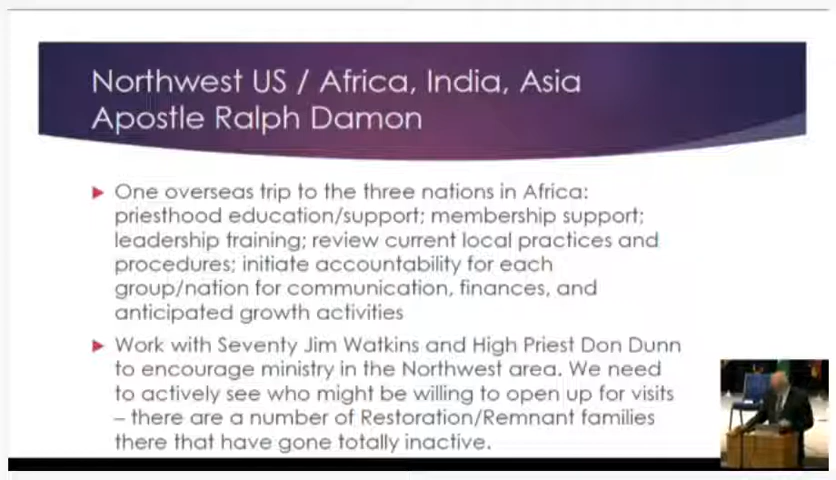 Northwest US / Africa, India, Asia
Apostle Ralph Damon
One overseas trip to the three nations in Africa:
priesthood education/support; membership support;
leadership training; review current local practices and
procedures; initiate accountability for each
group/nation for communication, finances, and
anticipated growth activities
Work with Seventy Jim Watkins and High Priest Don Dunn
to encourage ministry in the Northwest area. We need
to actively see who might be willing to open up for visits
– there are a number of Restoration/Remnant families
there that have gone totally inactive.